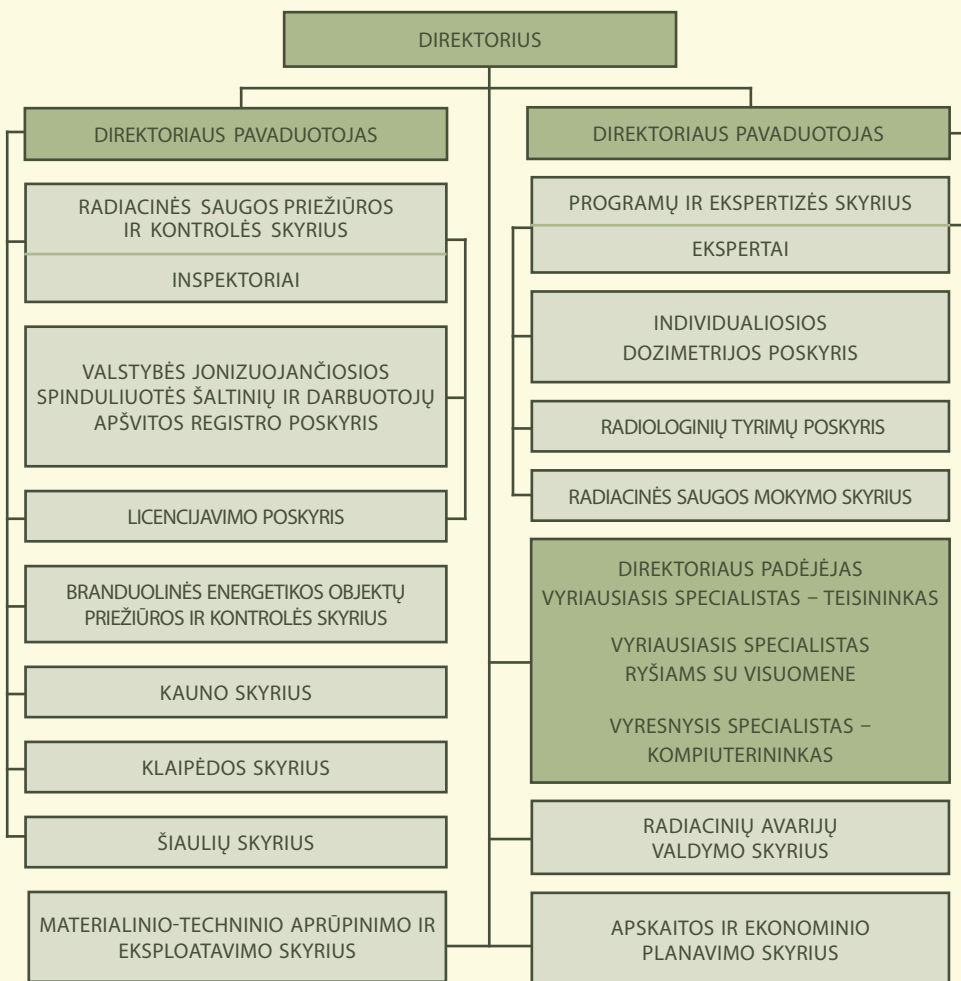 DIREKTORIUS
DIREKTORIAUS PAVADUOTOJAS
RADIACINĖS SAUGOS PRIEŽIŪROS
IR KONTROLĖS SKYRIUS
INSPEKTORIAI
VALSTYBĖS JONIZUOJANČIOSIOS
SPINDULIUOTĖS ŠALTINIŲ IR DARBUOTOJŲ
APŠVITOS REGISTRO POSKYRIS
LICENCIJAVIMO POSKYRIS
BRANDUOLINĖS ENERGETIKOS OBJEKTŲ
PRIEŽIŪROS IR KONTROLĖS SKYRIUS
KAUNO SKYRIUS
KLAIPĖDOS SKYRIUS
ŠIAULIŲ SKYRIUS
MATERIALINIO-TECHNINIO APRŪPINIMO IR
EKSPLOATAVIMO SKYRIUS
DIREKTORIAUS PAVADUOTOJAS
PROGRAMŲ IR EKSPERTIZĖS SKYRIUS
EKSPERTAI
INDIVIDUALIOSIOS
DOZIMETRIJOS POSKYRIS
RADIOLOGINIŲ TYRIMŲ POSKYRIS
RADIACINĖS SAUGOS MOKYMO SKYRIUS
DIREKTORIAUS PADĖJĖJAS
VYRIAUSIASIS SPECIALISTAS – TEISININKAS
VYRIAUSIASIS SPECIALISTAS
RYŠIAMS SU VISUOMENE
VYRESNYSIS SPECIALISTAS –
KOMPIUTERININKAS
RADIACINIŲ AVARIJŲ
VALDYMO SKYRIUS
APSKAITOS IR EKONOMINIO
PLANAVIMO SKYRIUS